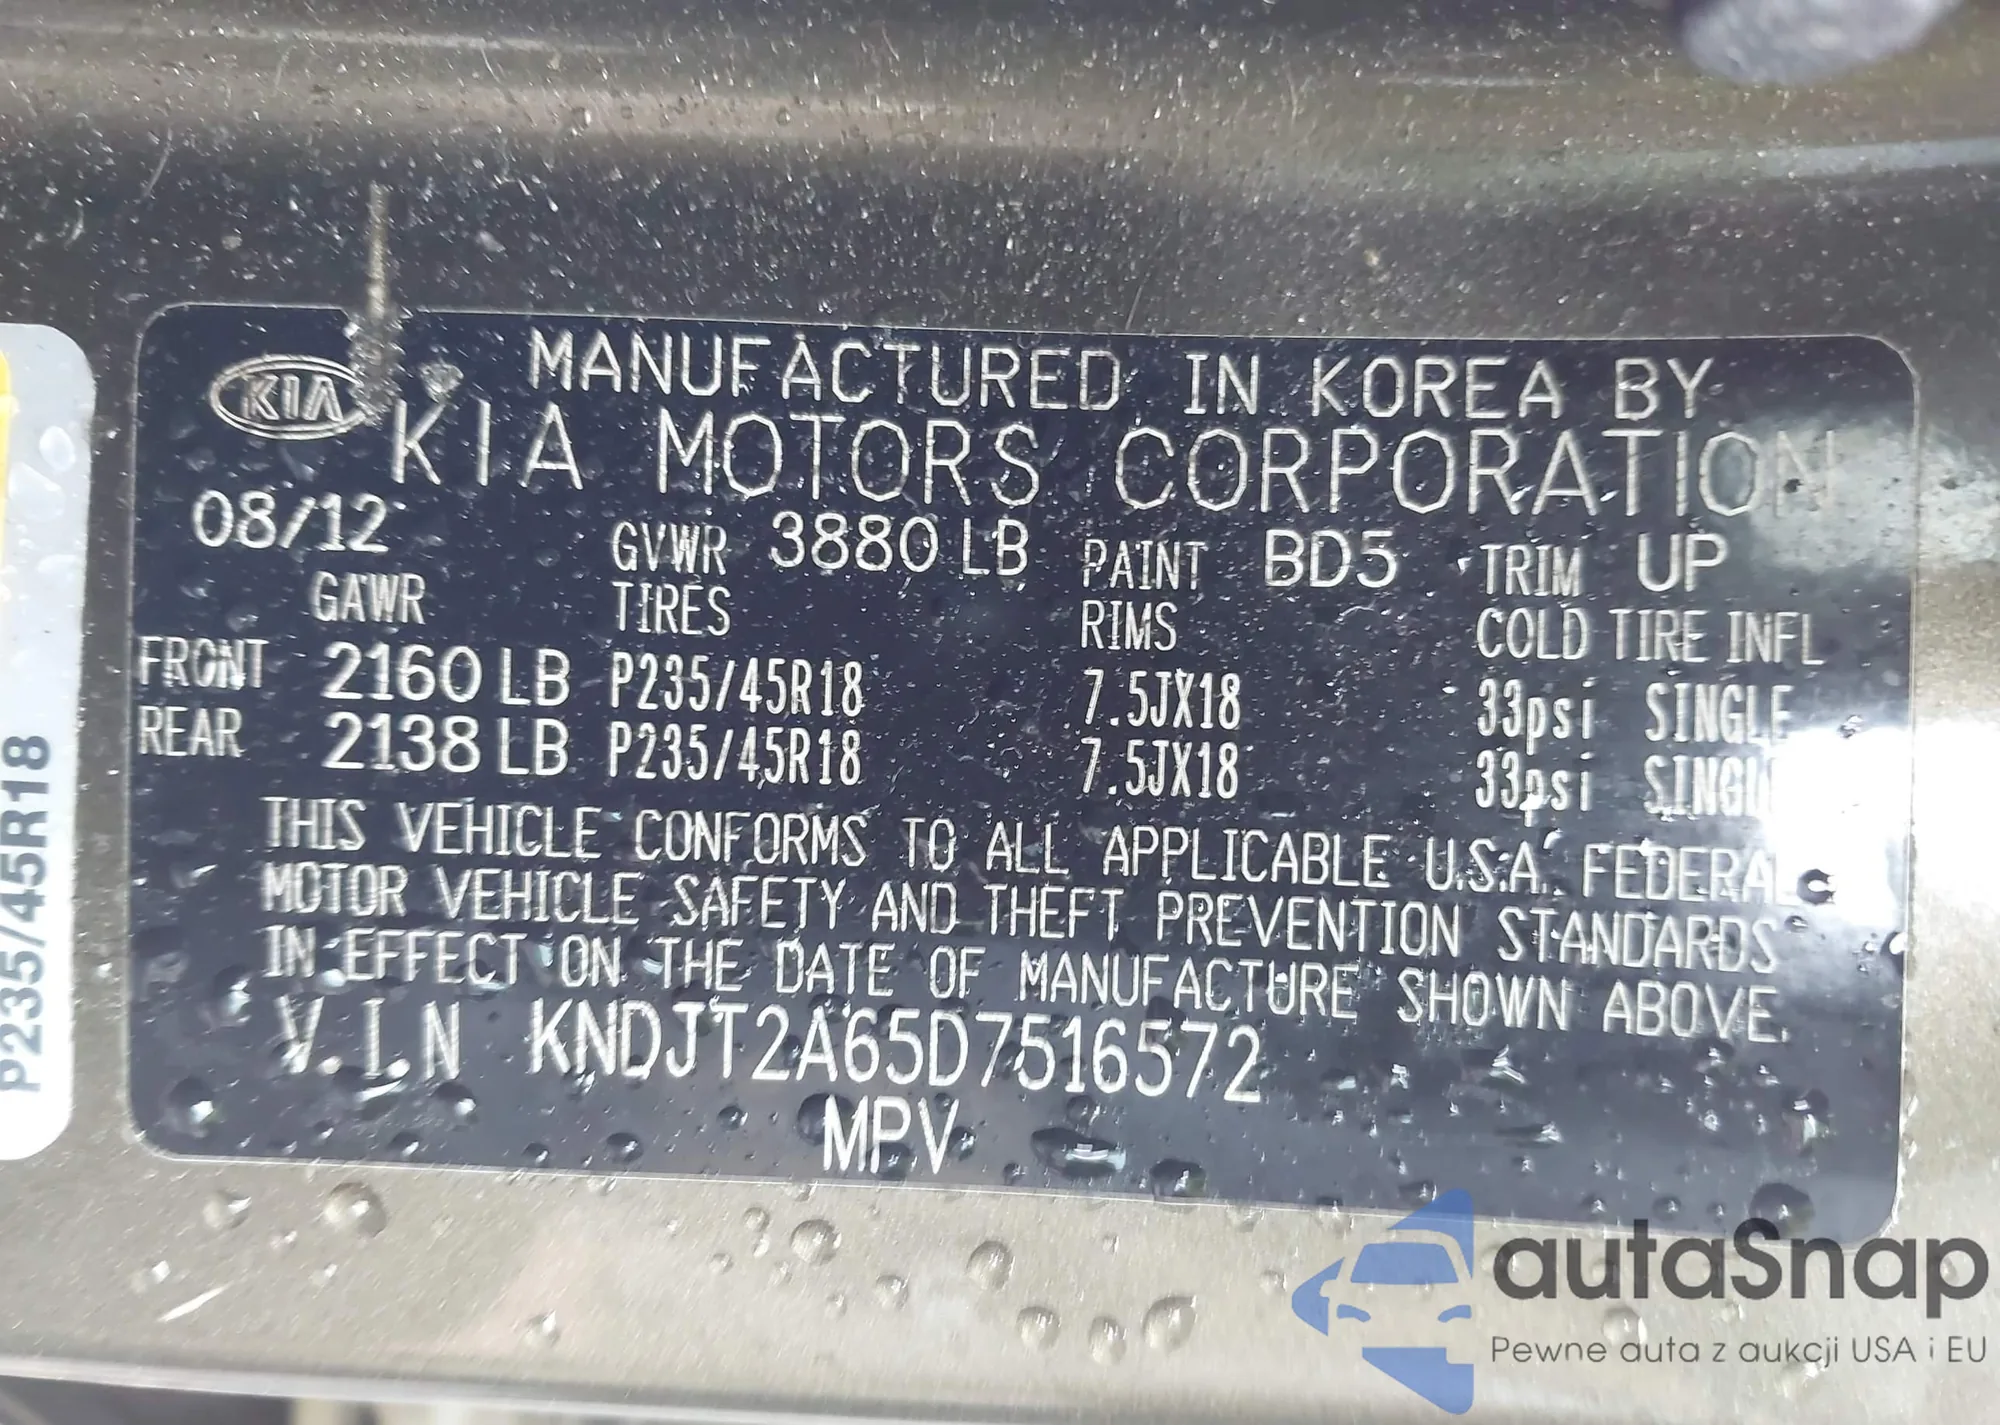 KIA
MANUFACTURED IN KOREA BY
KIA MOTORS CORPORATION
08/12 GVWR 3880 LB PAINT BD5 TRIM UP
GAWR TIRES RIMS COLD TIRE INFL
FRONT 2160 LB P235/45R18 7.5JX18 33psi SINGLE
REAR 2138 LB P235/45R18 7.5JX18 33psi SINGLE
THIS VEHICLE CONFORMS TO ALL APPLICABLE U.S.A. FEDERAL
MOTOR VEHICLE SAFETY AND THEFT PREVENTION STANDARDS
IN EFFECT ON THE DATE OF MANUFACTURE SHOWN ABOVE.
V.I.N KNDJT2A65D7516572
MPV
P235/45R18
autaSnap
Pewne auta z aukcji USA i EU